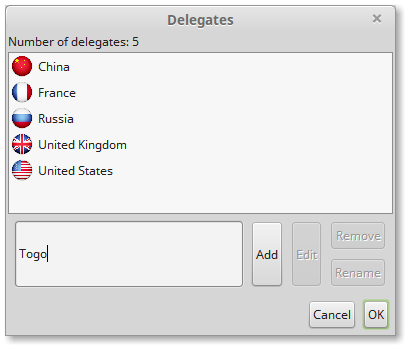 Delegates
Number of delegates: 5
China
France
Russia
United Kingdom
United States
Togo
Add
Edit
Remove
Rename
Cancel
OK